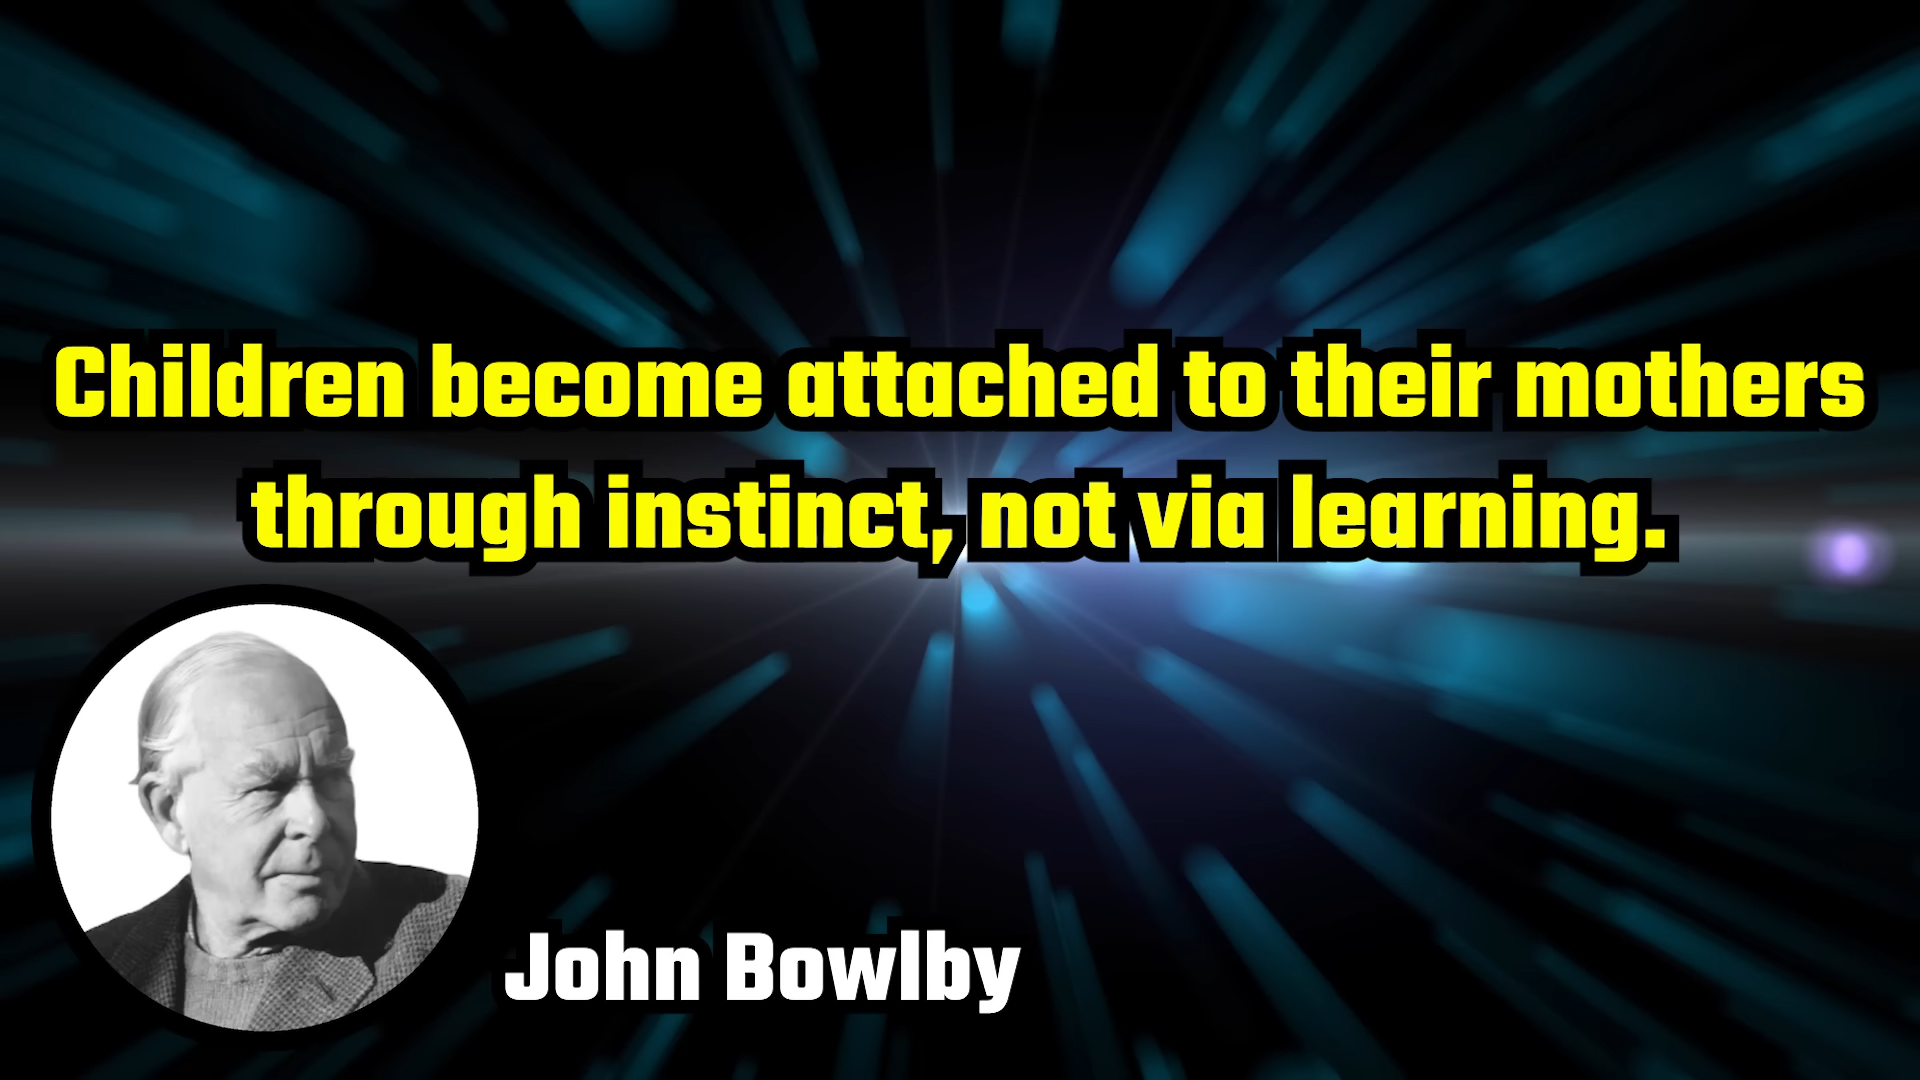 Children become attached to their mothers
through instinct, not via learning.
John Bowlby